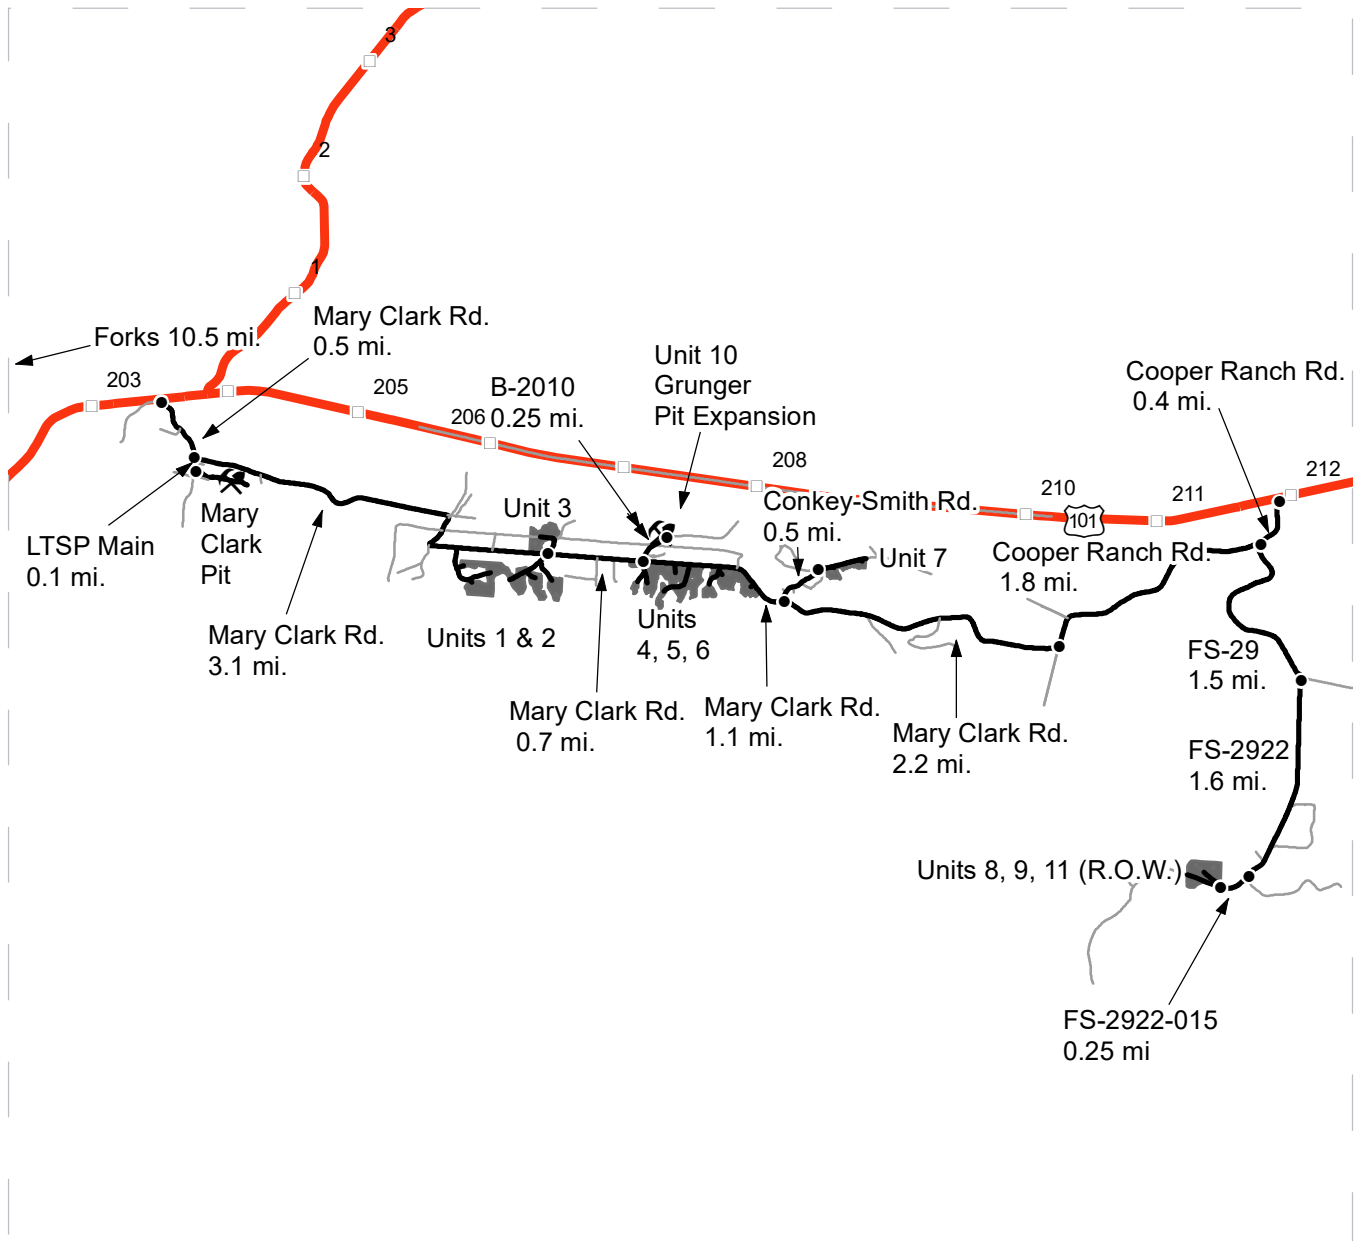 3
2
1
Mary Clark Rd.
0.5 mi.
Forks 10.5 mi.
Unit 10
Grunger
Pit Expansion
B-2010
0.25 mi.
Cooper Ranch Rd.
0.4 mi.
203
205
206
208
210
211
212
101
Conkey-Smith Rd.
0.5 mi.
Unit 3
Mary
Clark
Pit
LTSP Main
0.1 mi.
Unit 7
Cooper Ranch Rd.
1.8 mi.
Mary Clark Rd.
3.1 mi.
Units 1 & 2
Units
4, 5, 6
FS-29
1.5 mi.
Mary Clark Rd.
0.7 mi.
Mary Clark Rd.
1.1 mi.
Mary Clark Rd.
2.2 mi.
FS-2922
1.6 mi.
Units 8, 9, 11 (R.O.W.)
FS-2922-015
0.25 mi